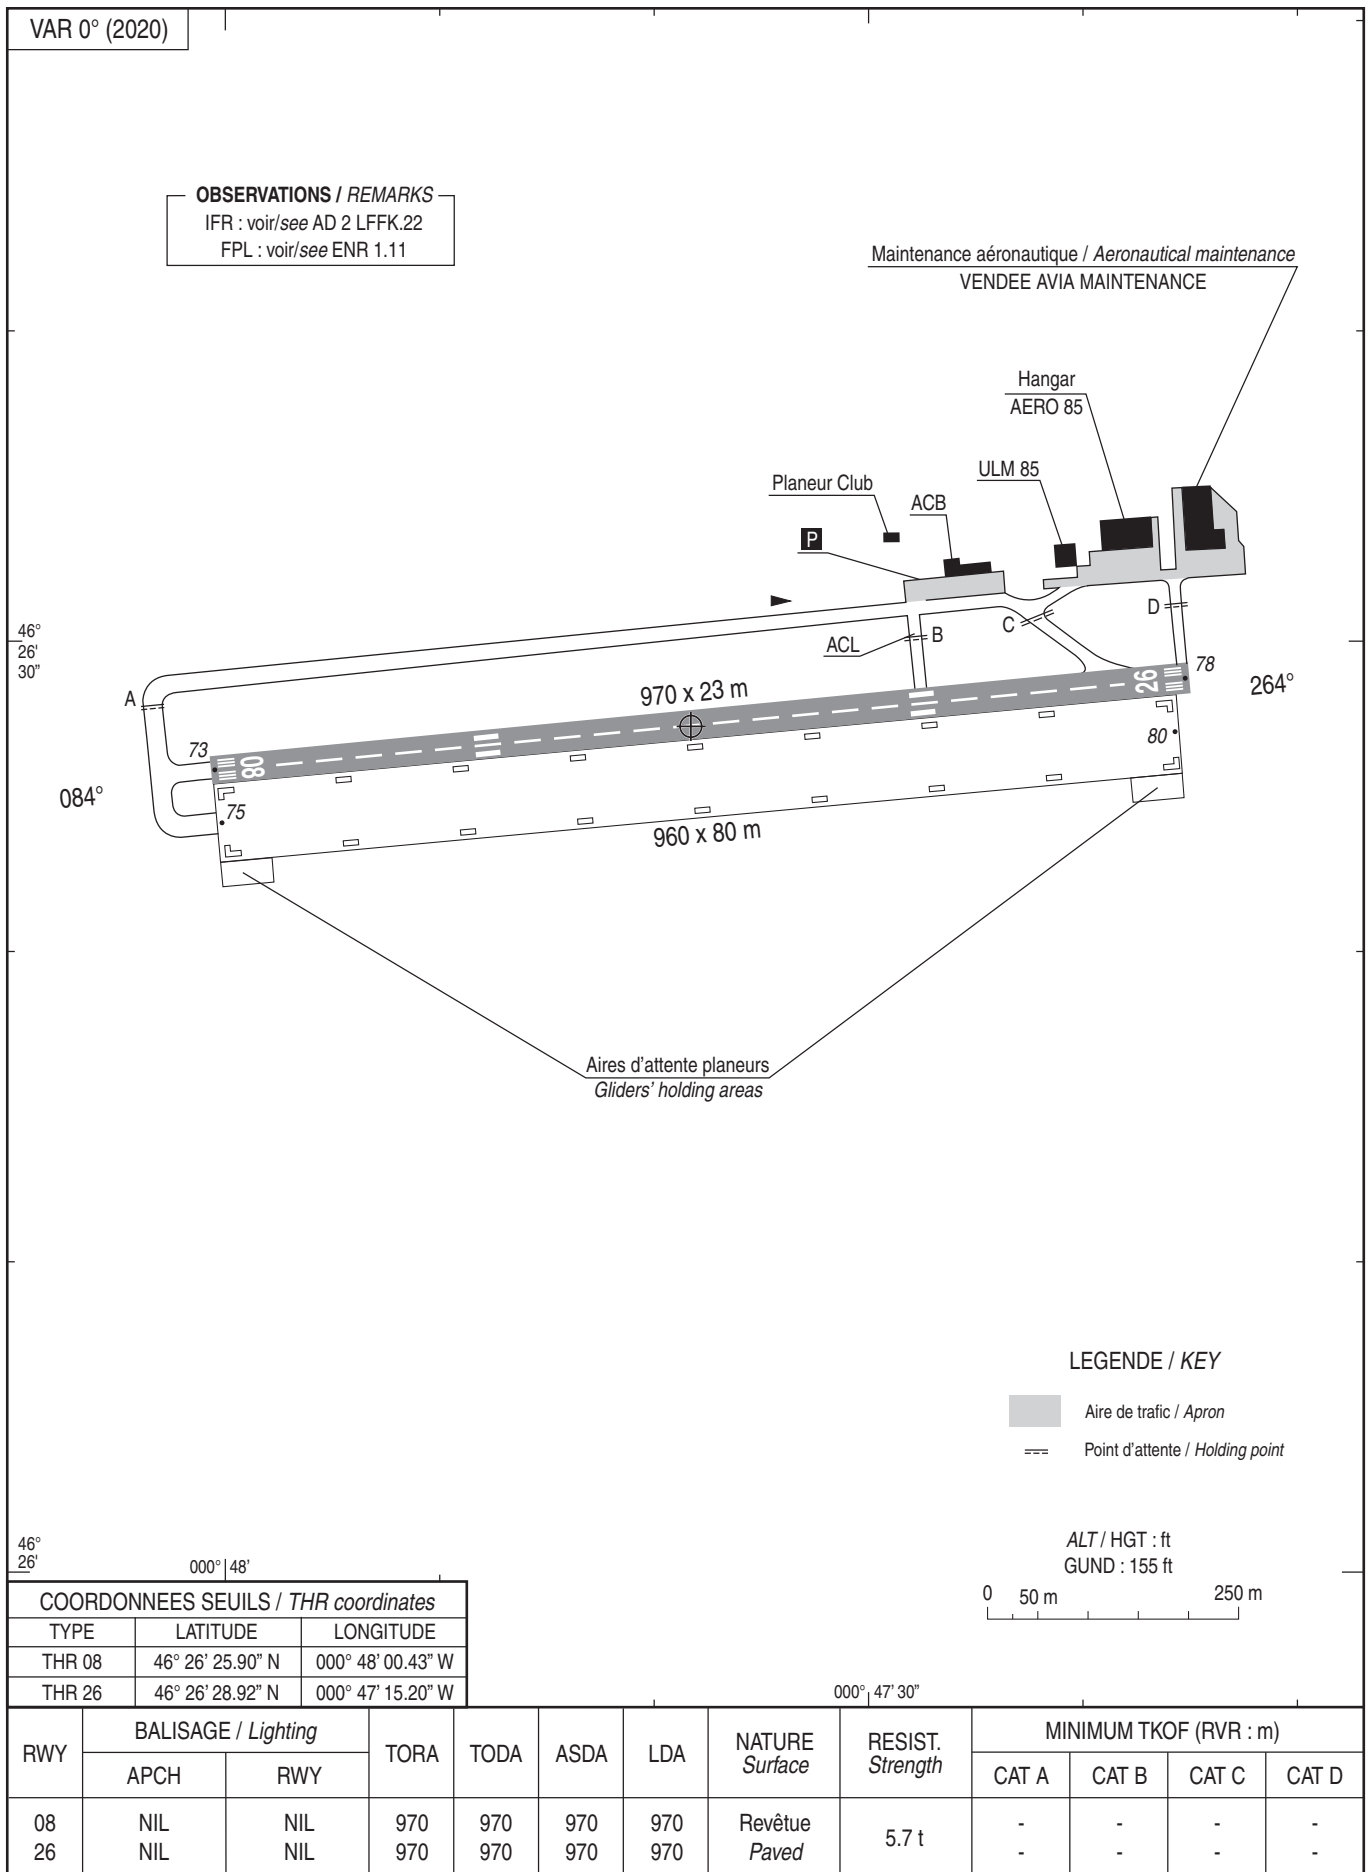 VAR 0° (2020)
OBSERVATIONS / REMARKS
IFR : voir/see AD 2 LFFK.22
FPL : voir/see ENR 1.11
Maintenance aéronautique / Aeronautical maintenance
VENDEE AVIA MAINTENANCE
Hangar
AERO 85
ULM 85
Planeur Club
ACB
P
D
C
B
ACL
46°
26'
30"
A
970 x 23 m
26
78
264°
73
08
80
084°
75
960 x 80 m
Aires d'attente planeurs
Gliders' holding areas
LEGENDE / KEY
Aire de trafic / Apron
Point d'attente / Holding point
46°
26'
000° 48'
ALT / HGT : ft
GUND : 155 ft
0 50 m 250 m
COORDONNEES SEUILS / THR coordinates
TYPE LATITUDE LONGITUDE
THR 08 46° 26' 25.90" N 000° 48' 00.43" W
THR 26 46° 26' 28.92" N 000° 47' 15.20" W
000° 47' 30"
RWY BALISAGE / Lighting TORA TODA ASDA LDA NATURE Surface RESIST. Strength MINIMUM TKOF (RVR : m)
APCH RWY CAT A CAT B CAT C CAT D
08 NIL NIL 970 970 970 970 Revêtue 5.7 t - - - -
26 NIL NIL 970 970 970 970 Paved - - - -